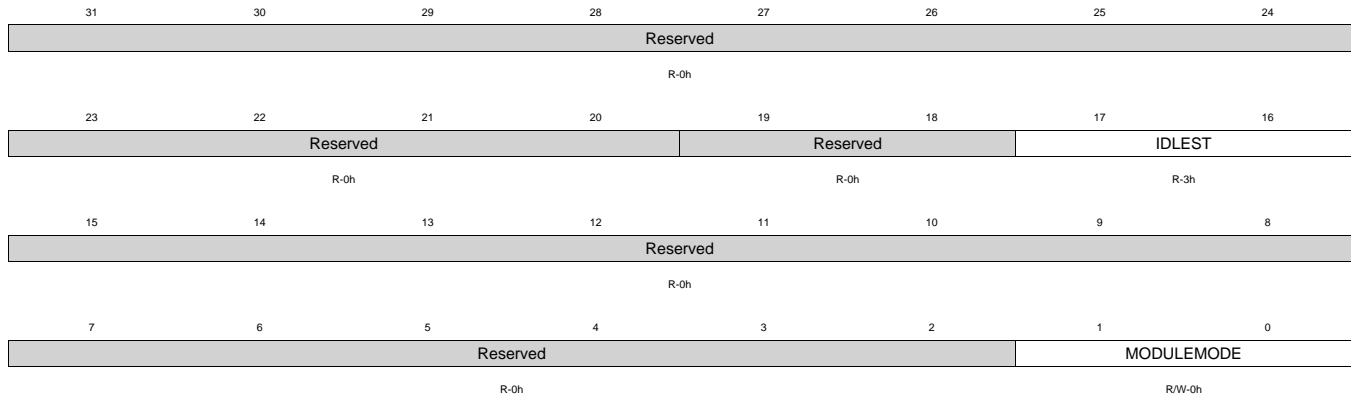 31 30 29 28 27 26 25 24
Reserved
R-0h
23 22 21 20 19 18 17 16
Reserved Reserved IDLEST
R-0h R-0h R-3h
15 14 13 12 11 10 9 8
Reserved
R-0h
7 6 5 4 3 2 1 0
Reserved MODULEMODE
R-0h R/W-0h